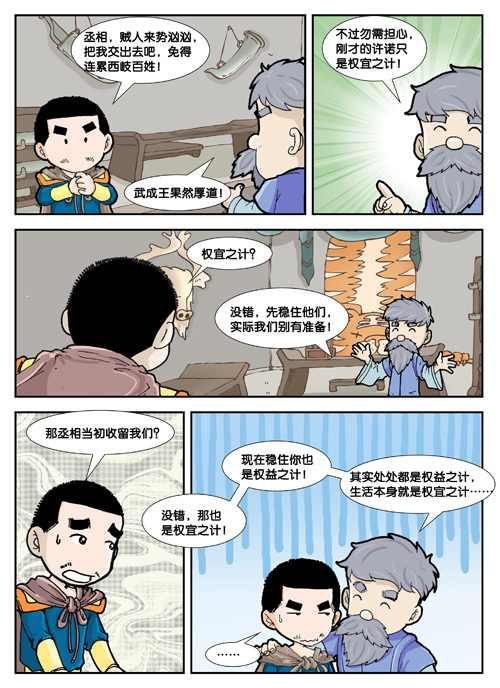 丞相，贼人来势汹汹，
把我交出去吧，免得
连累西岐百姓！
武成王果然厚道！
不过勿需担心，
刚才的许诺只
是权宜之计！
权宜之计？
没错，先稳住他们，
实际我们别有准备！
那丞相当初收留我们？
没错，那也
是权宜之计！
现在稳住你也
是权益之计！
其实处处都是权益之计，
生活本身就是权宜之计……
……